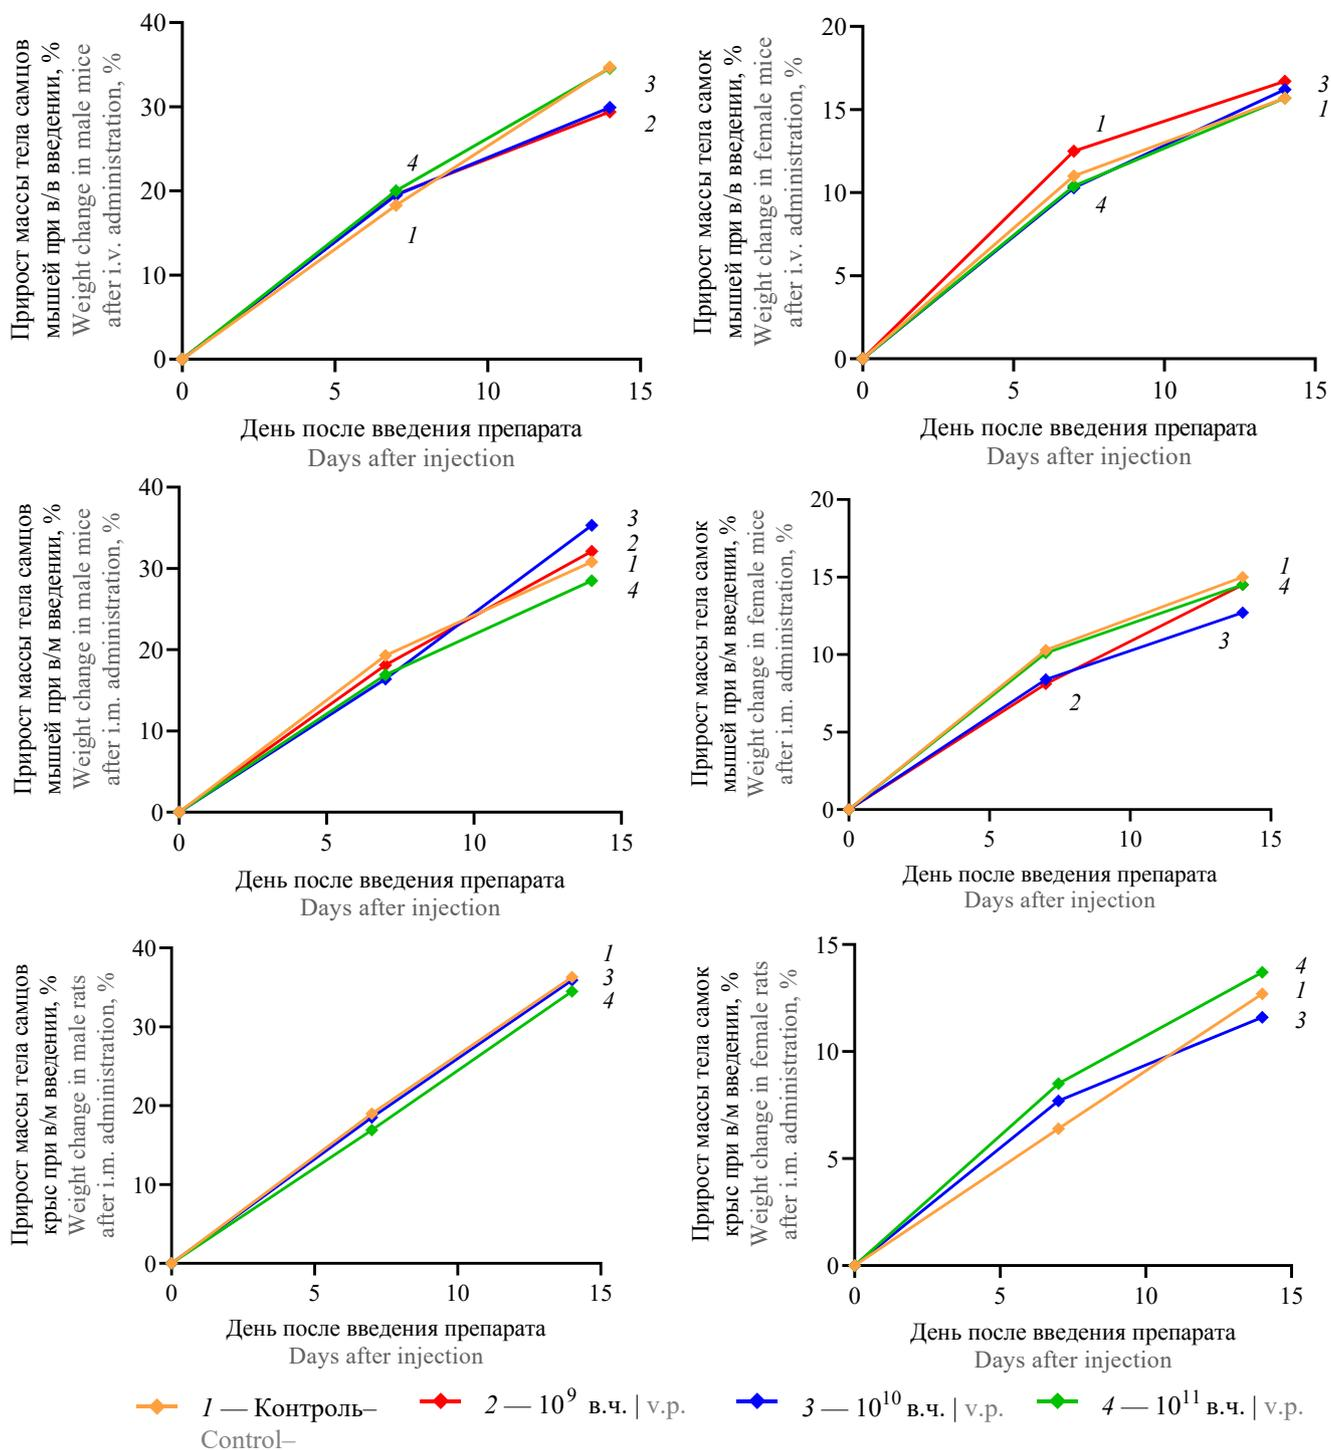 Прирост массы тела самцов
мышей при в/в введении, %
Weight change in male mice
after i.v. administration, %
40
30
20
10
0
0 5 10 15
4
1
3
2
День после введения препарата
Days after injection
Прирост массы тела самок
мышей при в/в введении, %
Weight change in female mice
after i.v. administration, %
20
15
10
5
0
0 5 10 15
1
4
3
1
День после введения препарата
Days after injection
Прирост массы тела самцов
мышей при в/м введении, %
Weight change in male mice
after i.m. administration, %
40
30
20
10
0
0 5 10 15
3
2
1
4
День после введения препарата
Days after injection
Прирост массы тела самок
мышей при в/м введении, %
Weight change in female mice
after i.m. administration, %
20
15
10
5
0
0 5 10 15
1
4
3
2
День после введения препарата
Days after injection
Прирост массы тела самцов
крыс при в/м введении, %
Weight change in male rats
after i.m. administration, %
40
30
20
10
0
0 5 10 15
1
3
4
День после введения препарата
Days after injection
Прирост массы тела самок
крыс при в/м введении, %
Weight change in female rats
after i.m. administration, %
15
10
5
0
0 5 10 15
4
1
3
День после введения препарата
Days after injection
1 — Контроль–
Control–
2 — 10⁹ в.ч. | v.p.
3 — 10¹⁰ в.ч. | v.p.
4 — 10¹¹ в.ч. | v.p.